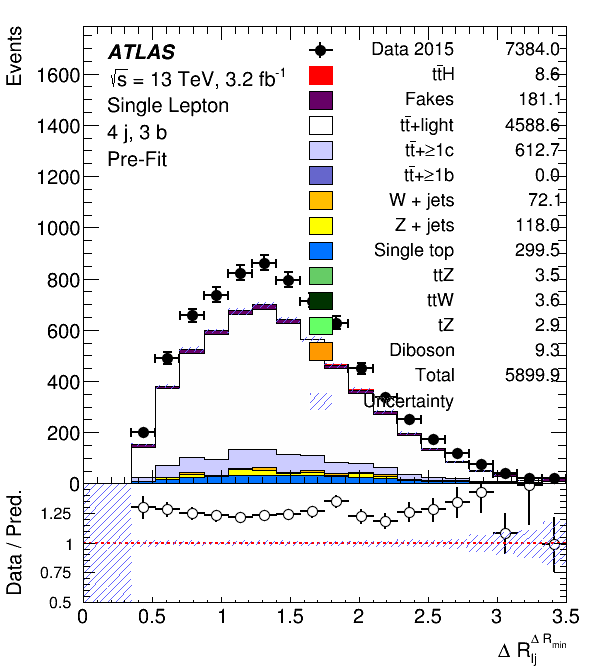 Events
ATLAS
√s = 13 TeV, 3.2 fb-1
Single Lepton
4 j, 3 b
Pre-Fit
Data 2015 7384.0
tt̄H 8.6
Fakes 181.1
tt̄+light 4588.6
tt̄+≥1c 612.7
tt̄+≥1b 0.0
W + jets 72.1
Z + jets 118.0
Single top 299.5
ttZ 3.5
ttW 3.6
tZ 2.9
Diboson 9.3
Total 5899.9
Uncertainty
1600
1400
1200
1000
800
600
400
200
0
Data / Pred.
1.25
1
0.75
0.5
0 0.5 1 1.5 2 2.5 3 3.5
Δ R lj Δ R min